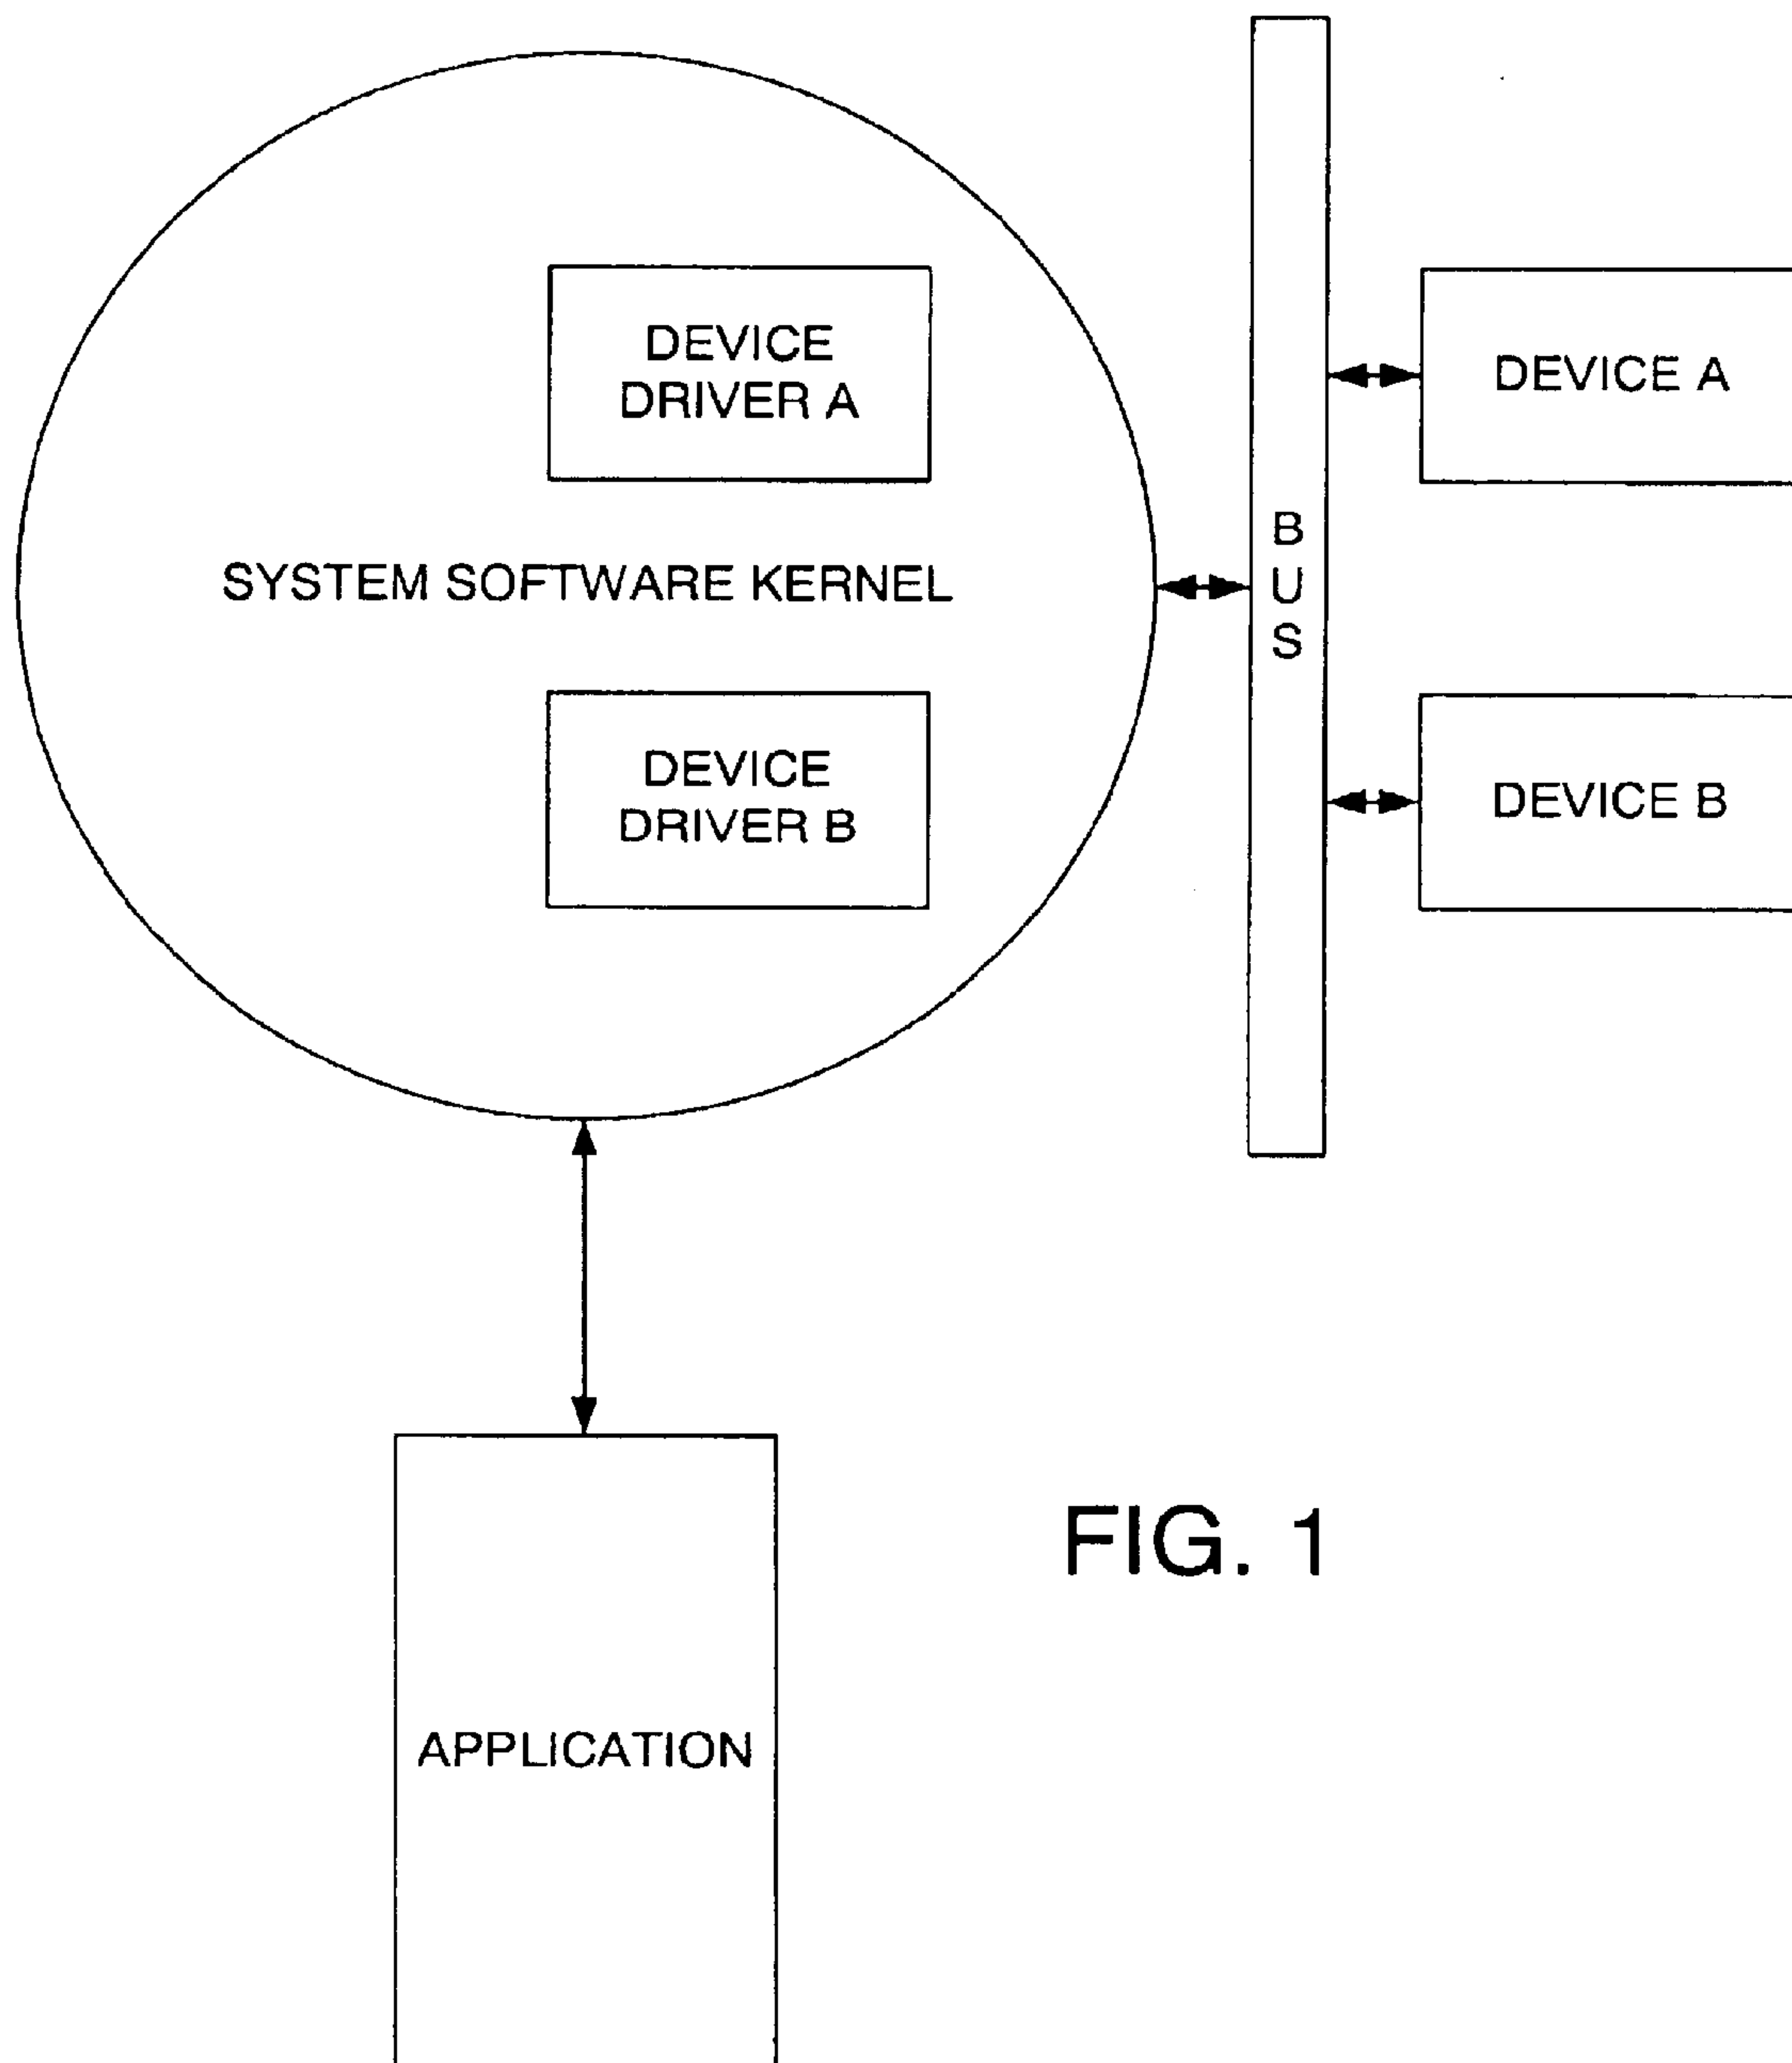 DEVICE
DRIVER A
DEVICE A
SYSTEM SOFTWARE KERNEL
B
U
S
DEVICE
DRIVER B
DEVICE B
FIG. 1
APPLICATION